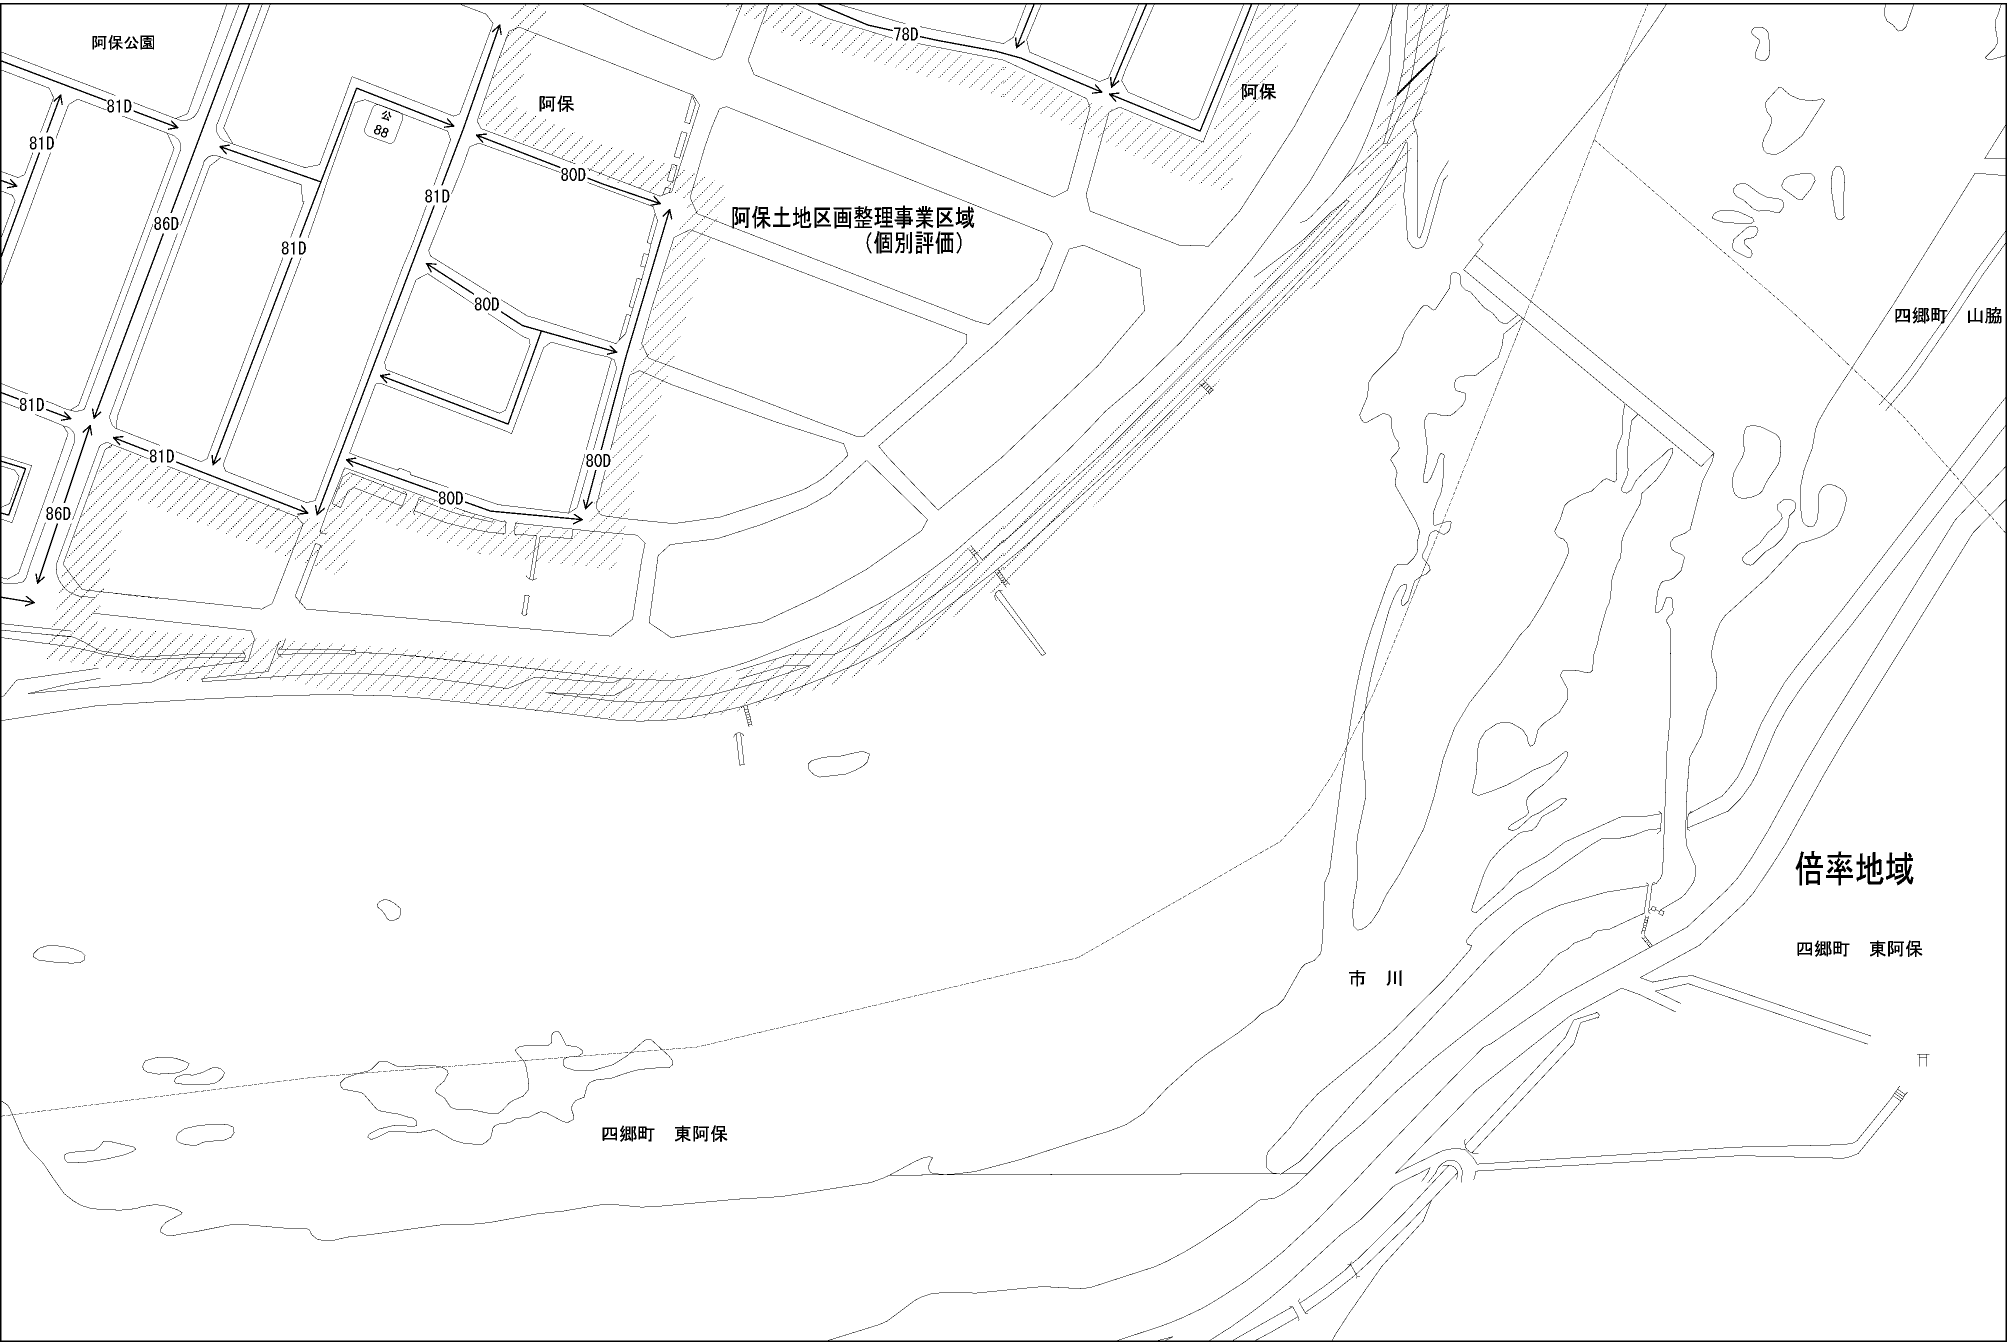 78D
阿保公園
阿保
阿保
81D
公
88
81D
80D
81D
86D
81D
阿保土地区画整理事業区域
（個別評価）
80D
四郷町　山脇
81D
81D
80D
80D
86D
倍率地域
四郷町　東阿保
市　川
四郷町　東阿保